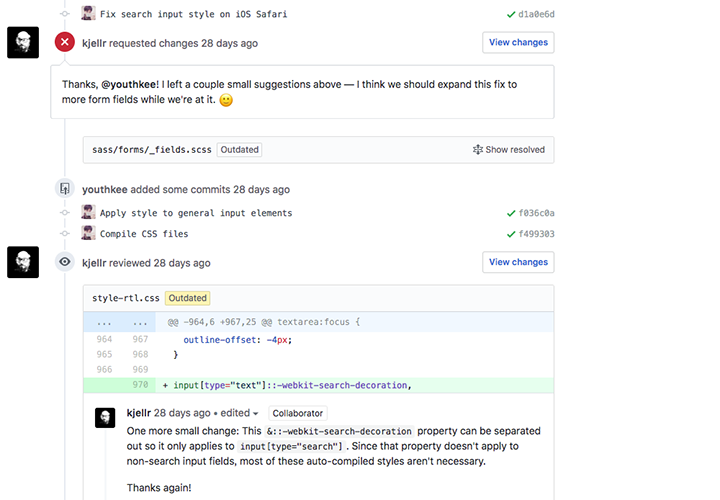 Fix search input style on iOS Safari d1a0e6d
kjellr requested changes 28 days ago View changes
Thanks, @youthkee! I left a couple small suggestions above — I think we should expand this fix to
more form fields while we're at it. 🙂
sass/forms/_fields.scss Outdated Show resolved
youthkee added some commits 28 days ago
Apply style to general input elements f036c0a
Compile CSS files f499303
kjellr reviewed 28 days ago View changes
style-rtl.css Outdated
... ... @@ -964,6 +967,25 @@ textarea:focus {
964 967 outline-offset: -4px;
965 968 }
966 969
970 + input[type="text"]::-webkit-search-decoration,
kjellr 28 days ago • edited Collaborator
One more small change: This &::-webkit-search-decoration property can be separated
out so it only applies to input[type="search"] . Since that property doesn't apply to
non-search input fields, most of these auto-compiled styles aren't necessary.
Thanks again!